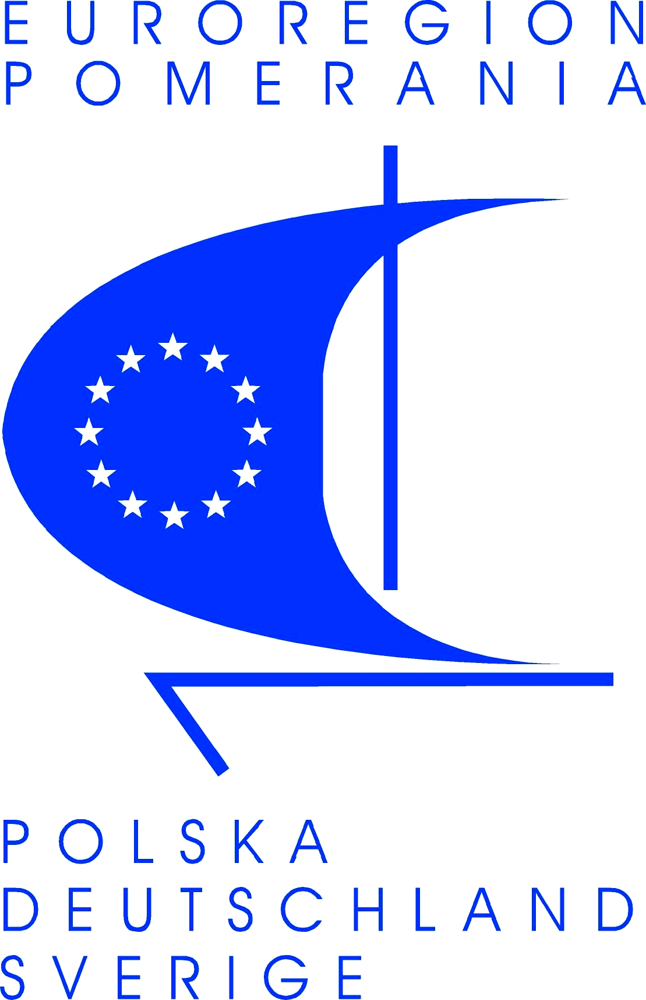 EUROREGION
POMERANIA
POLSKA
DEUTSCHLAND
SVERIGE